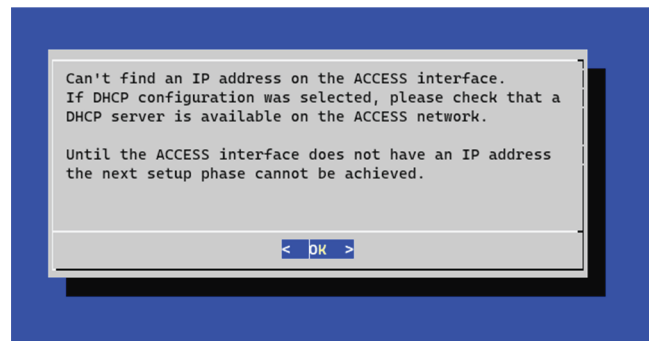 Can't find an IP address on the ACCESS interface.
If DHCP configuration was selected, please check that a
DHCP server is available on the ACCESS network.
Until the ACCESS interface does not have an IP address
the next setup phase cannot be achieved.
< OK >